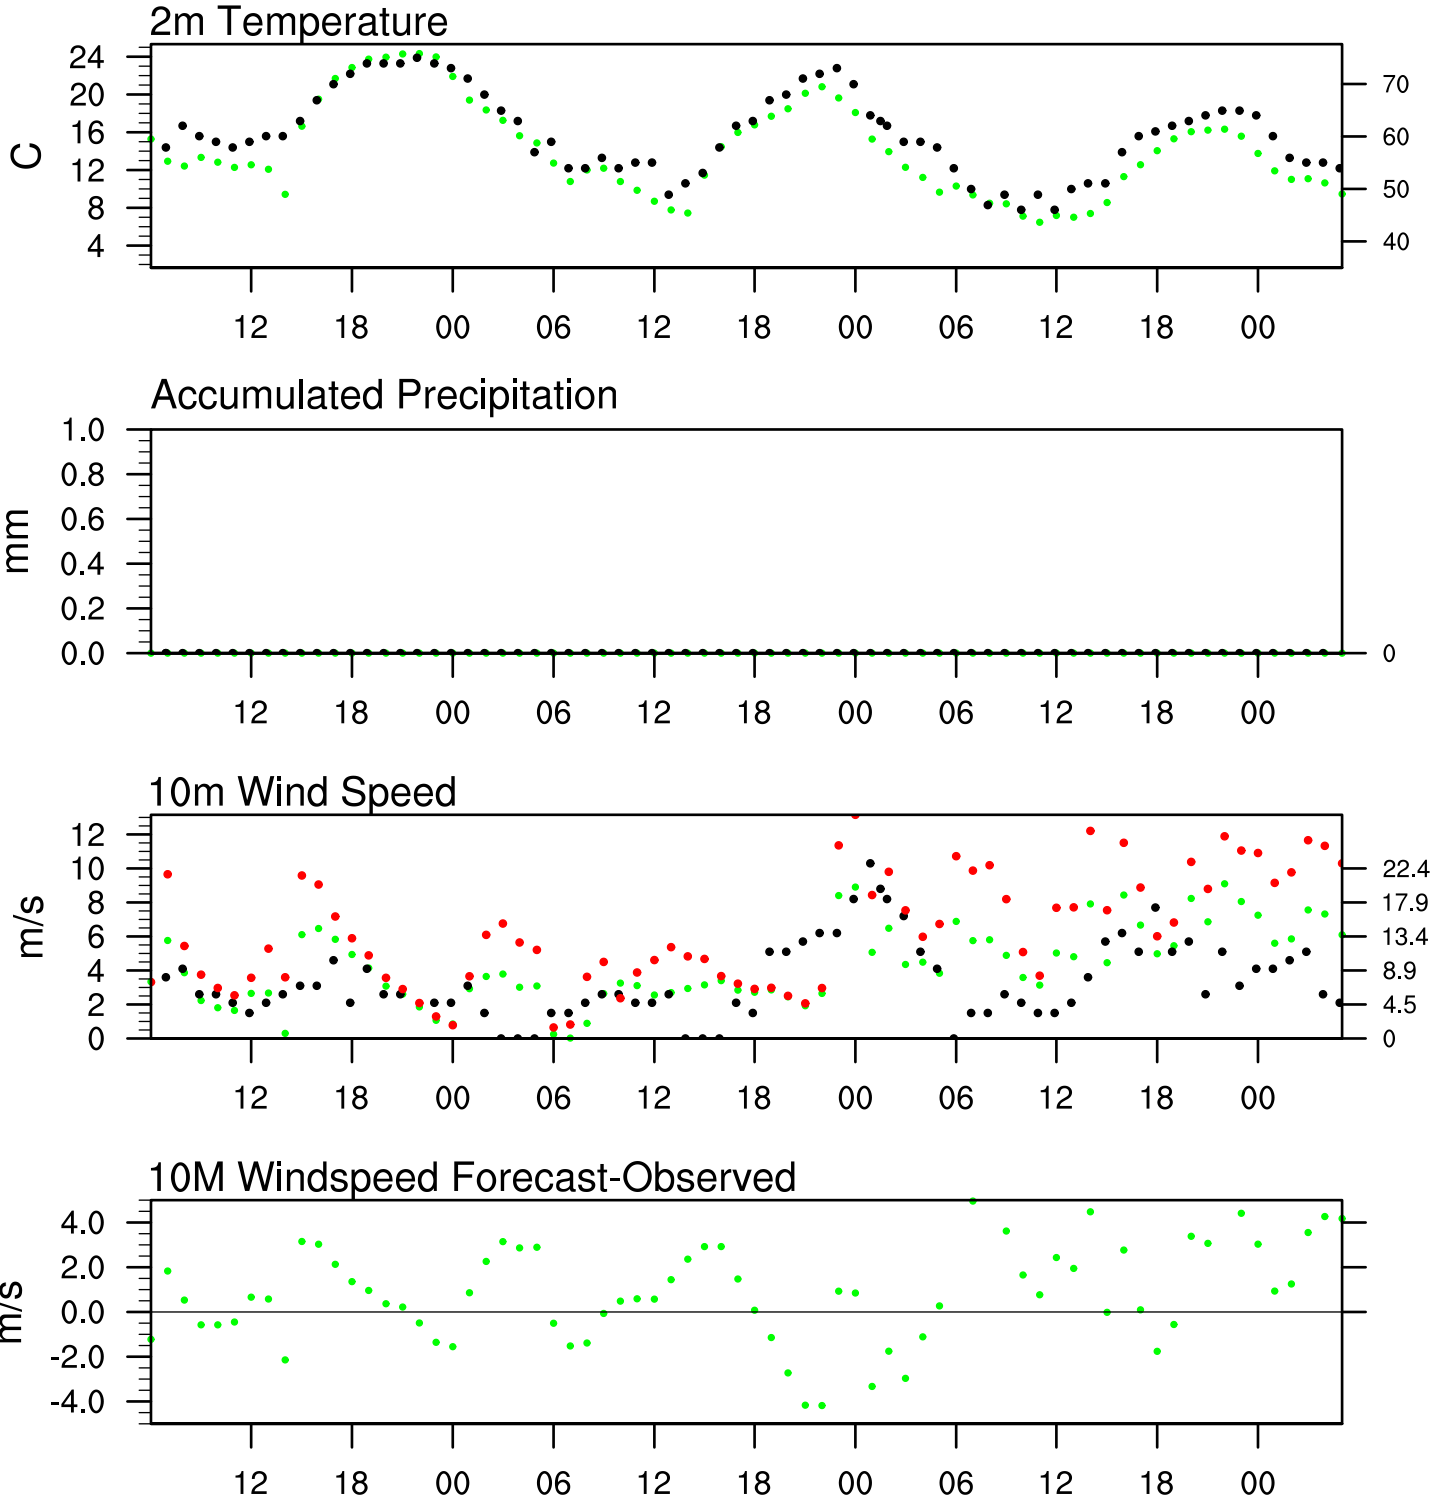 2m Temperature
24
20
16
12
8
4
C
70
60
50
40
12 18 00 06 12 18 00 06 12 18 00
Accumulated Precipitation
1.0
0.8
0.6
0.4
0.2
0.0
mm
0
12 18 00 06 12 18 00 06 12 18 00
10m Wind Speed
12
10
8
6
4
2
0
m/s
22.4
17.9
13.4
8.9
4.5
0
12 18 00 06 12 18 00 06 12 18 00
10M Windspeed Forecast-Observed
4.0
2.0
0.0
-2.0
-4.0
m/s
12 18 00 06 12 18 00 06 12 18 00